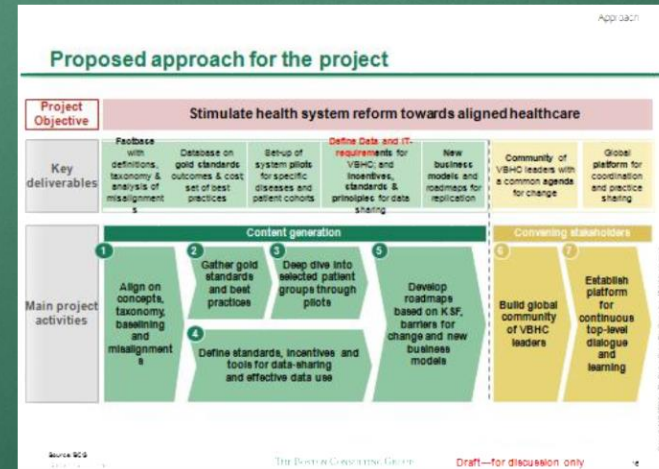 Approach
Proposed approach for the project
Project
Objective
Stimulate health system reform towards aligned healthcare
Key
deliverables
Factbase
with
definitions,
taxonomy &
analysis of
misalignment
s
Database on
gold standards
outcomes & cost
set of best
practices
Set-up of
system pilots
for specific
diseases and
patient cohorts
Define Data and IT-
requirements for
VBHC; and
Incentives,
standards &
principles for data
sharing
New
business
models and
roadmaps for
replication
Community of
VBHC leaders with
a common agenda
for change
Global
platform for
coordination
and practice
sharing
Main project
activities
Content generation
Convening stakeholders
1
Align on
concepts,
taxonomy,
baselining
and
misalignment
s
2
Gather gold
standards
and best
practices
3
Deep dive into
selected patient
groups through
pilots
4
Define standards, incentives and
tools for data-sharing
and effective data use
5
Develop
roadmaps
based on KSF,
barriers for
change and new
business
models
6
Build global
community
of VBHC
leaders
7
Establish
platform
for
continuous
top-level
dialogue
and
learning
Source: BCG
The Boston Consulting Group
Draft—for discussion only